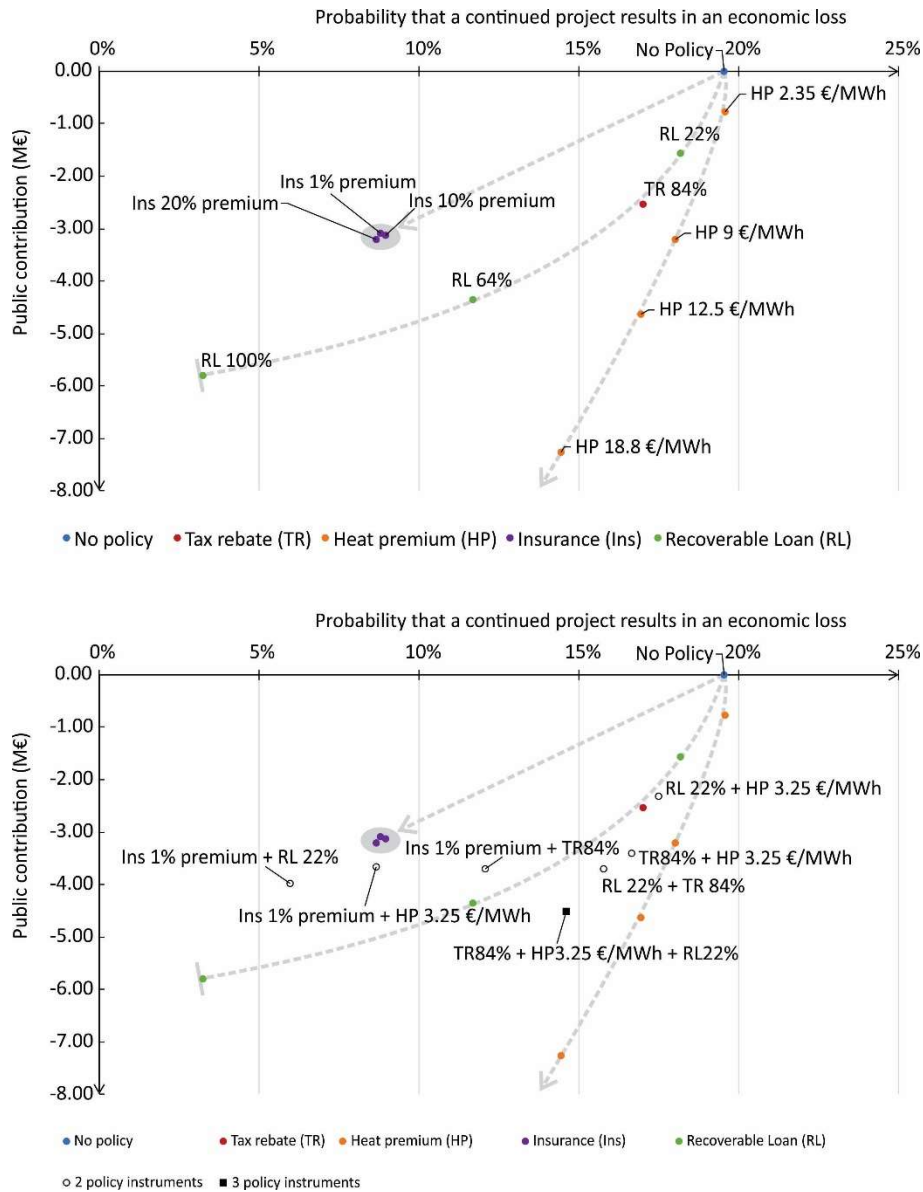 Probability that a continued project results in an economic loss
No Policy
0% 5% 10% 15% 20% 25%
0.00
HP 2.35 €/MWh
-1.00
RL 22%
-2.00
Ins 1% premium
TR 84%
Ins 20% premium
Ins 10% premium
-3.00
HP 9 €/MWh
-4.00
RL 64%
HP 12.5 €/MWh
-5.00
RL 100%
-6.00
-7.00
HP 18.8 €/MWh
-8.00
Public contribution (M€)
No policy Tax rebate (TR) Heat premium (HP) Insurance (Ins) Recoverable Loan (RL)
Probability that a continued project results in an economic loss
No Policy
0% 5% 10% 15% 20% 25%
0.00
-1.00
-2.00
RL 22% + HP 3.25 €/MWh
-3.00
Ins 1% premium + TR84%
Ins 1% premium + RL 22%
TR84% + HP 3.25 €/MWh
-4.00
RL 22% + TR 84%
Ins 1% premium + HP 3.25 €/MWh
-5.00
TR84% + HP3.25 €/MWh + RL22%
-6.00
-7.00
-8.00
Public contribution (M€)
No policy Tax rebate (TR) Heat premium (HP) Insurance (Ins) Recoverable Loan (RL)
2 policy instruments 3 policy instruments